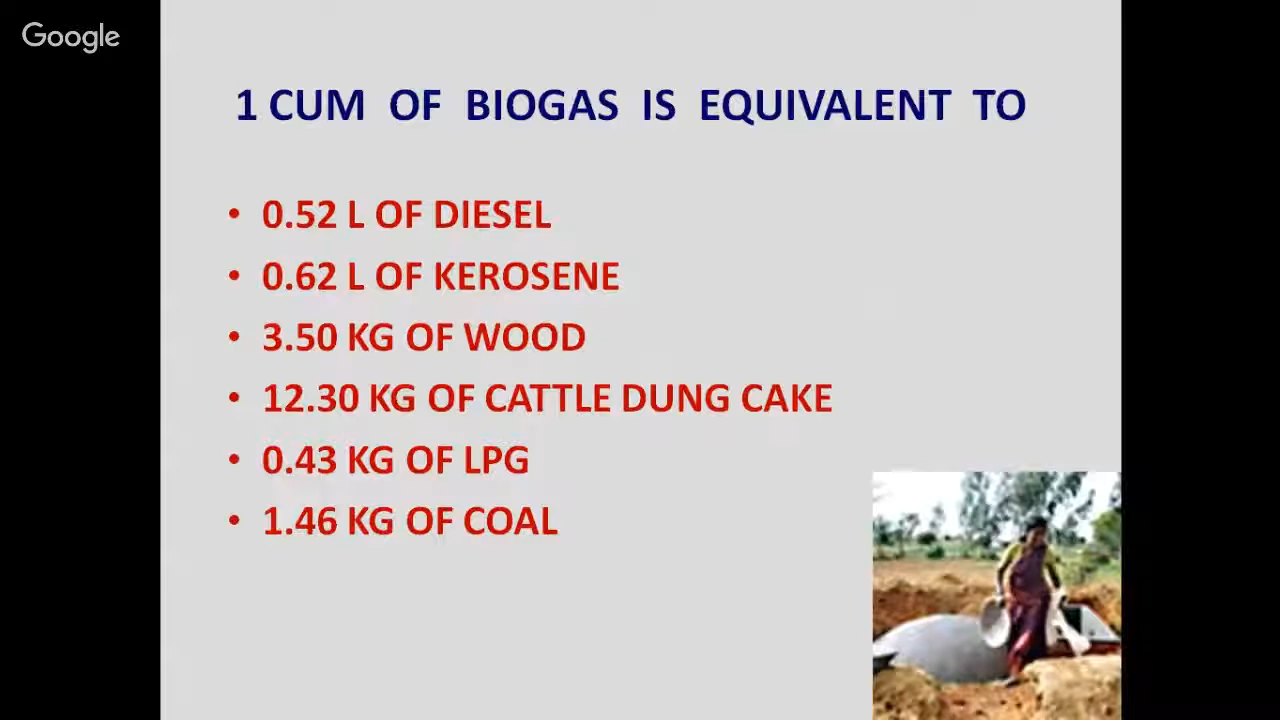 Google
1 CUM OF BIOGAS IS EQUIVALENT TO
• 0.52 L OF DIESEL
• 0.62 L OF KEROSENE
• 3.50 KG OF WOOD
• 12.30 KG OF CATTLE DUNG CAKE
• 0.43 KG OF LPG
• 1.46 KG OF COAL